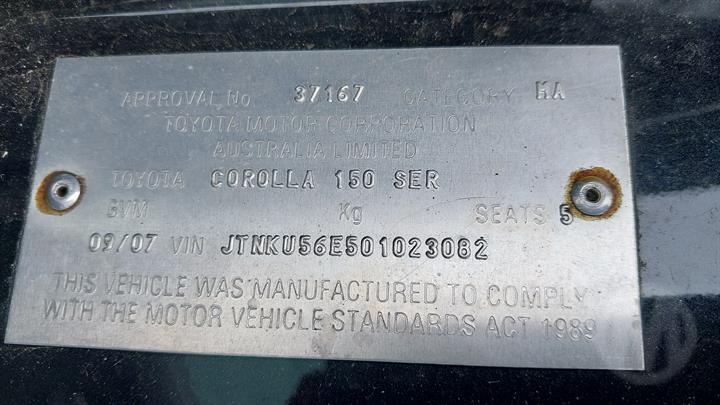 APPROVAL No 37167 CATEGORY MA
TOYOTA MOTOR CORPORATION
AUSTRALIA LIMITED
TOYOTA COROLLA 150 SER
GVM Kg SEATS 5
09/07 VIN JTNKU56E501023082
THIS VEHICLE WAS MANUFACTURED TO COMPLY
WITH THE MOTOR VEHICLE STANDARDS ACT 1989